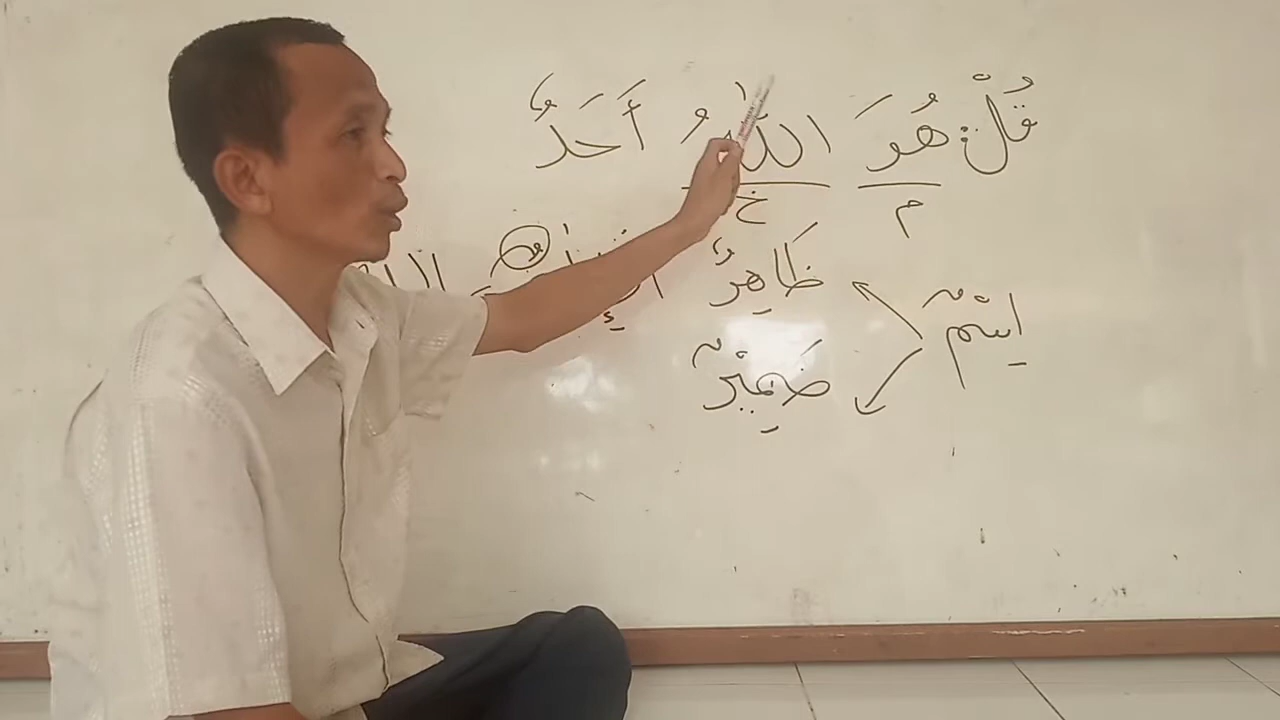 قُلْ: هُوَ اللّٰهُ أَحَدٌ
م خ
ظَاهِرٌ
اِسْمٌ
ضَمِيْرٌ